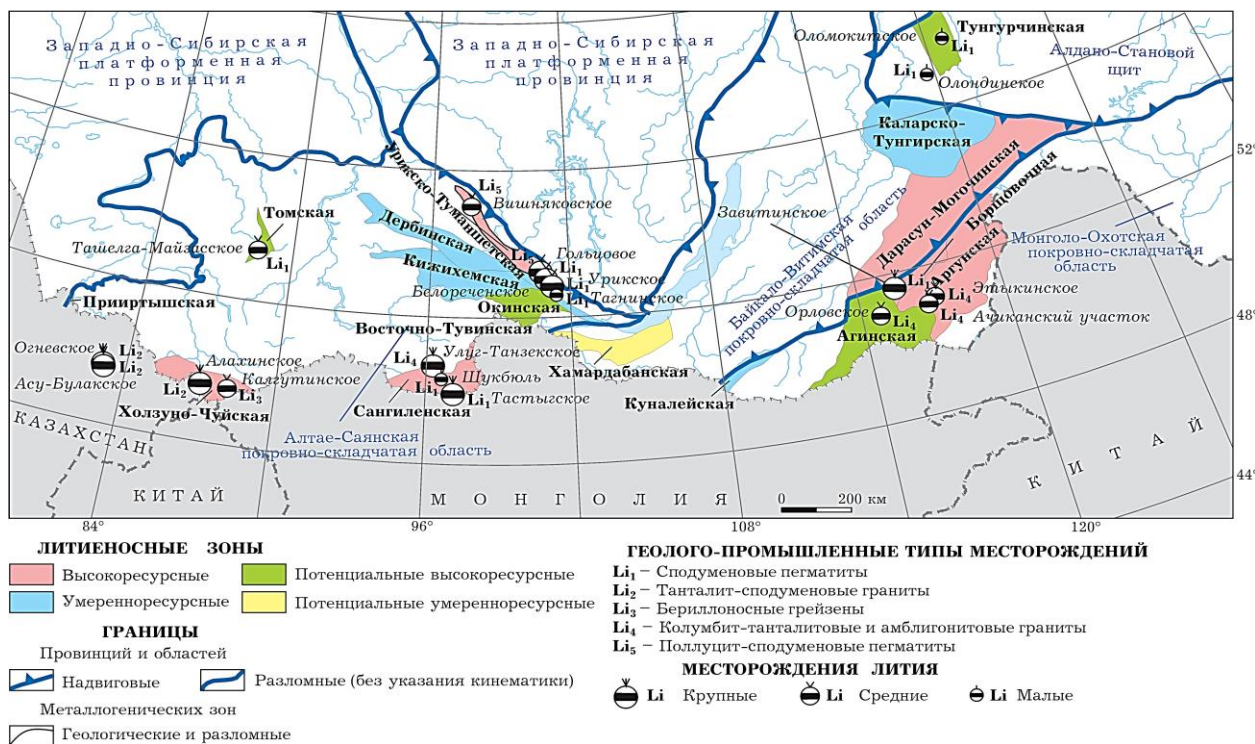 Западно-Сибирская
платформенная
провинция
Западно-Сибирская
платформенная
провинция
Оломокитское
Тунгурчинская
Li₁
Li₁
Олондинское
Алдано-Становой
щит
52°
Каларско-
Тунгирская
Урикско-Туманшетская
Li₅
Вишняковское
Дербинская
Завитинское
Байкало-Витимская
покровно-складчатая область
Дарасун-Могочинская
Борщовочная
Томская
Ташелга-Майзасское
Li₁
Гольцовое
Li₂
Li₁
Li₁
Урикское
Кижихемская
Белореченское
Li₁
Тагнинское
Окинская
Аргунская
Монголо-Охотская
покровно-складчатая
область
Li₁
Li₄
Этыкинское
Li₄
Ачиканский участок
48°
Орловское
Li₄
Агинская
Прииртышская
Восточно-Тувинская
Огневское
Li₂
Li₂
Асу-Булакское
Алахинское
Li₂
Калгутинское
Li₃
Холзуно-Чуйская
Li₄
Улуг-Танзекское
Шукбюль
Li₁
Li₁
Тастыгское
Сангиленская
Хамардабанская
Куналейская
Алтае-Саянская
покровно-складчатая область
КАЗАХСТАН
КИТАЙ
МОНГОЛИЯ
КИТАЙ
0 200 км
44°
84°
96°
108°
120°
ЛИТИЕНОСНЫЕ ЗОНЫ
Высокоресурсные
Потенциальные высокоресурсные
Умеренноресурсные
Потенциальные умеренноресурсные
ГРАНИЦЫ
Провинций и областей
Надвиговые
Разломные (без указания кинематики)
Металлогенических зон
Геологические и разломные
ГЕОЛОГО-ПРОМЫШЛЕННЫЕ ТИПЫ МЕСТОРОЖДЕНИЙ
Li₁ – Сподуменовые пегматиты
Li₂ – Танталит-сподуменовые граниты
Li₃ – Бериллоносные грейзены
Li₄ – Колумбит-танталитовые и амблигонитовые граниты
Li₅ – Поллуцит-сподуменовые пегматиты
МЕСТОРОЖДЕНИЯ ЛИТИЯ
Li Крупные
Li Средние
Li Малые